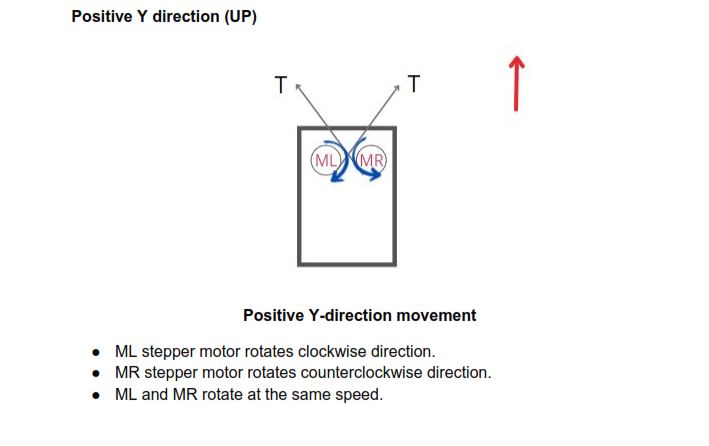 Positive Y direction (UP)
T T
ML MR
Positive Y-direction movement
● ML stepper motor rotates clockwise direction.
● MR stepper motor rotates counterclockwise direction.
● ML and MR rotate at the same speed.